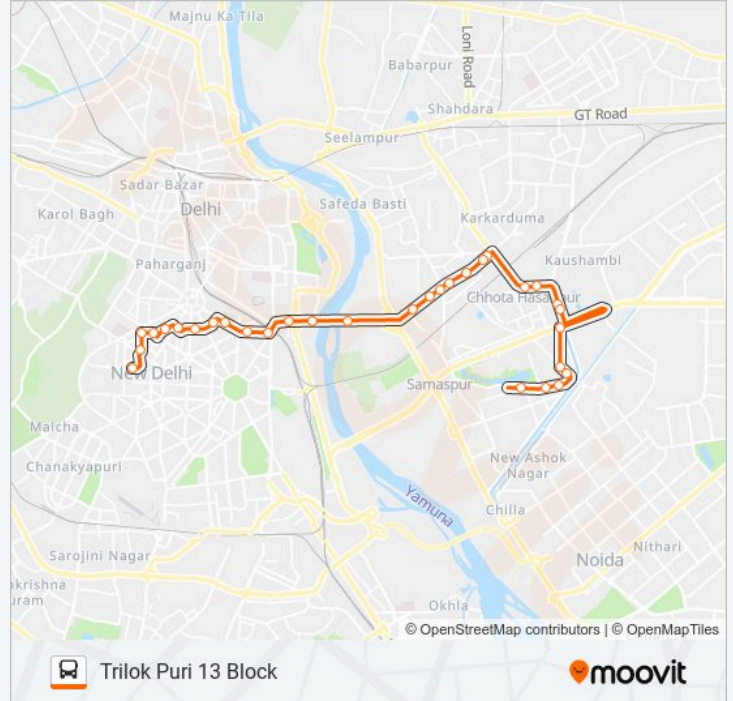 Majnu Ka Tila
Loni Road
Babarpur
Shahdara
GT Road
Seelampur
Sadar Bazar
Safeda Basti
Karol Bagh
Delhi
Karkarduma
Paharganj
Kaushambi
Chhota Hasa pur
New Delhi
Samaspur
Malcha
New Ashok
Nagar
Chanakyapuri
Yamuna
Chilla
Sarojini Nagar
Noida
Nithari
akrishna
uram
Okhla
© OpenStreetMap contributors | © OpenMapTiles
Trilok Puri 13 Block
moovit